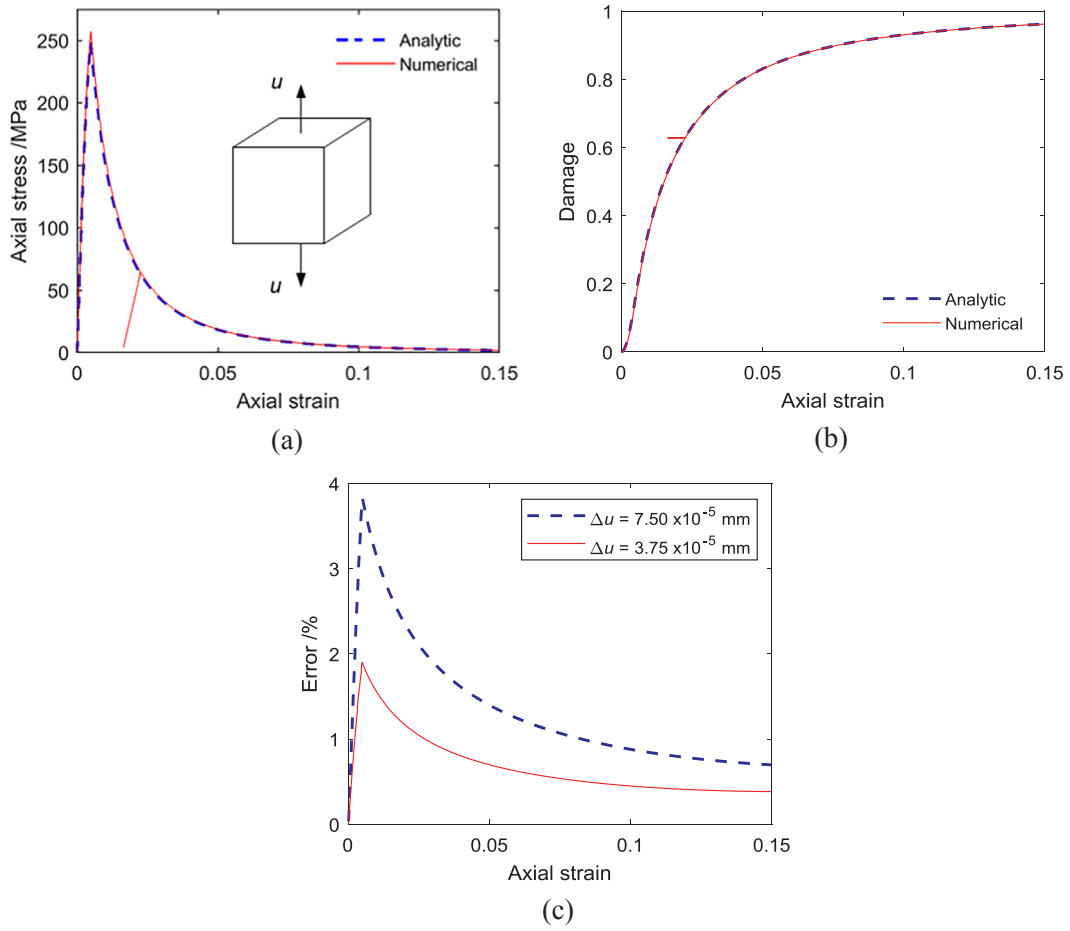 250
200
150
100
50
0
Axial stress /MPa
Analytic
Numerical
u
u
0
0.05
0.1
0.15
Axial strain
(a)
1
0.8
0.6
0.4
0.2
0
Damage
Analytic
Numerical
0
0.05
0.1
0.15
Axial strain
(b)
4
3
2
1
0
Error /%
Δu = 7.50 x10⁻⁵ mm
Δu = 3.75 x10⁻⁵ mm
0
0.05
0.1
0.15
Axial strain
(c)